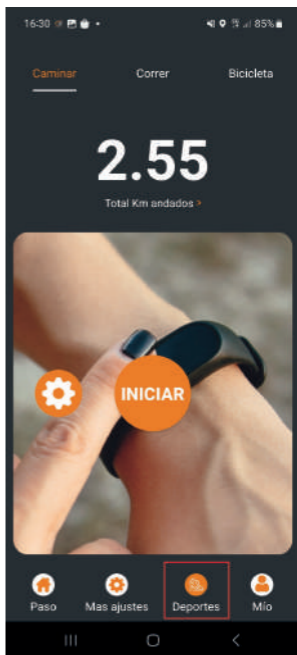 16:30 85%
Caminar Correr Bicicleta
2.55
Total Km andados >
INICIAR
Paso Mas ajustes Deportes Mío